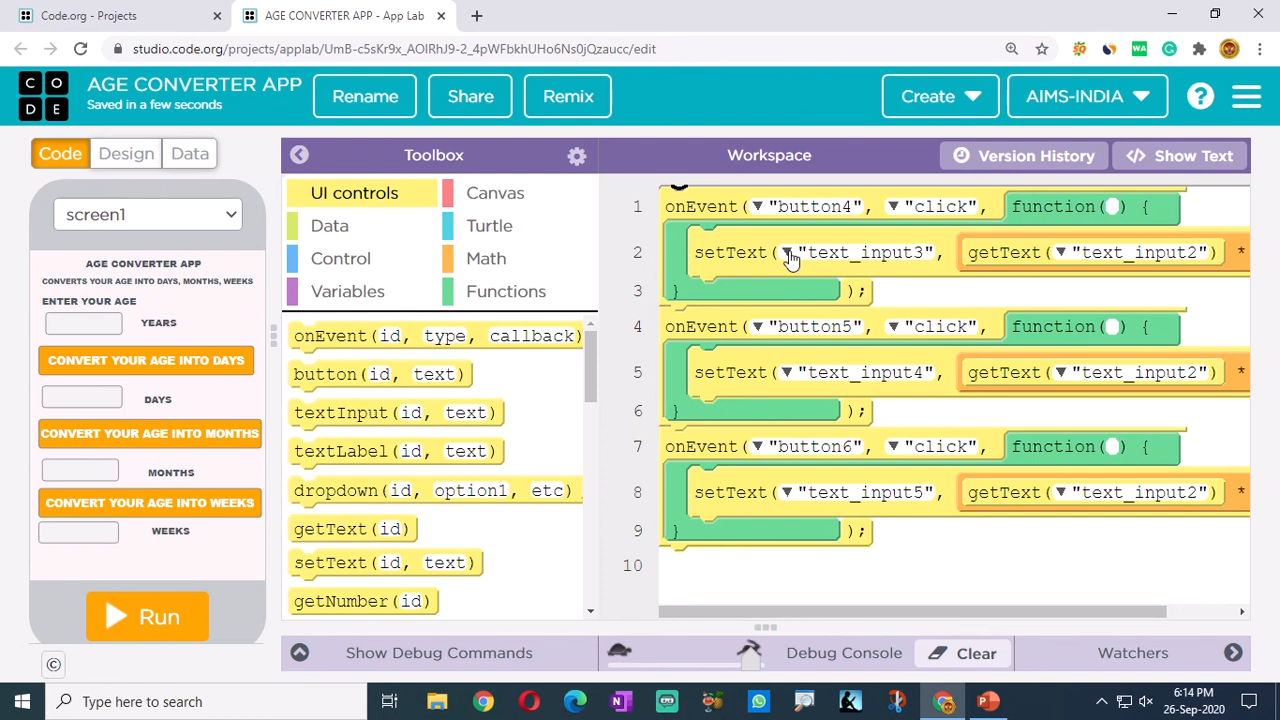 Code.org - Projects
AGE CONVERTER APP - App Lab
studio.code.org/projects/applab/UmB-c5sKr9x_AOlRhJ9-2_4pWFbkhUHo6Ns0jQzaucc/edit
WA
C O
D E
AGE CONVERTER APP
Saved in a few seconds
Rename
Share
Remix
Create
AIMS-INDIA
?
Code
Design
Data
Toolbox
Workspace
Version History
</> Show Text
screen1
AGE CONVERTER APP
CONVERTS YOUR AGE INTO DAYS, MONTHS, WEEKS
ENTER YOUR AGE
YEARS
CONVERT YOUR AGE INTO DAYS
DAYS
CONVERT YOUR AGE INTO MONTHS
MONTHS
CONVERT YOUR AGE INTO WEEKS
WEEKS
Run
©
UI controls
Canvas
Data
Turtle
Control
Math
Variables
Functions
onEvent(id, type, callback)
button(id, text)
textInput(id, text)
textLabel(id, text)
dropdown(id, option1, etc)
getText(id)
setText(id, text)
getNumber(id)
1 onEvent(▼"button4", ▼"click", function( ) {
2 setText(▼"text_input3", getText(▼"text_input2") *
3 } );
4 onEvent(▼"button5", ▼"click", function( ) {
5 setText(▼"text_input4", getText(▼"text_input2") *
6 } );
7 onEvent(▼"button6", ▼"click", function( ) {
8 setText(▼"text_input5", getText(▼"text_input2") *
9 } );
10
Show Debug Commands
Debug Console
Clear
Watchers
Type here to search
6:14 PM
26-Sep-2020